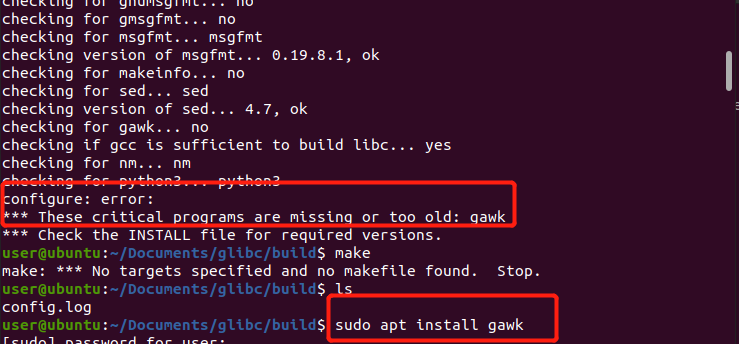 checking for gnumsgfmt... no
checking for gmsgfmt... no
checking for msgfmt... msgfmt
checking version of msgfmt... 0.19.8.1, ok
checking for makeinfo... no
checking for sed... sed
checking version of sed... 4.7, ok
checking for gawk... no
checking if gcc is sufficient to build libc... yes
checking for nm... nm
checking for python3... python3
configure: error:
*** These critical programs are missing or too old: gawk
*** Check the INSTALL file for required versions.
user@ubuntu:~/Documents/glibc/build$ make
make: *** No targets specified and no makefile found.  Stop.
user@ubuntu:~/Documents/glibc/build$ ls
config.log
user@ubuntu:~/Documents/glibc/build$ sudo apt install gawk
[sudo] password for user: